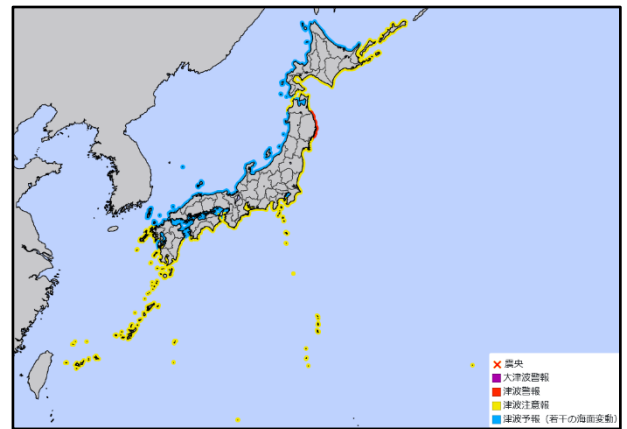 震央
大津波警報
津波警報
津波注意報
津波予報（若干の海面変動）